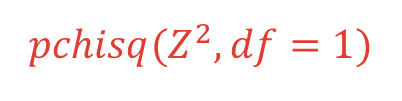 pchisq(Z², df = 1)